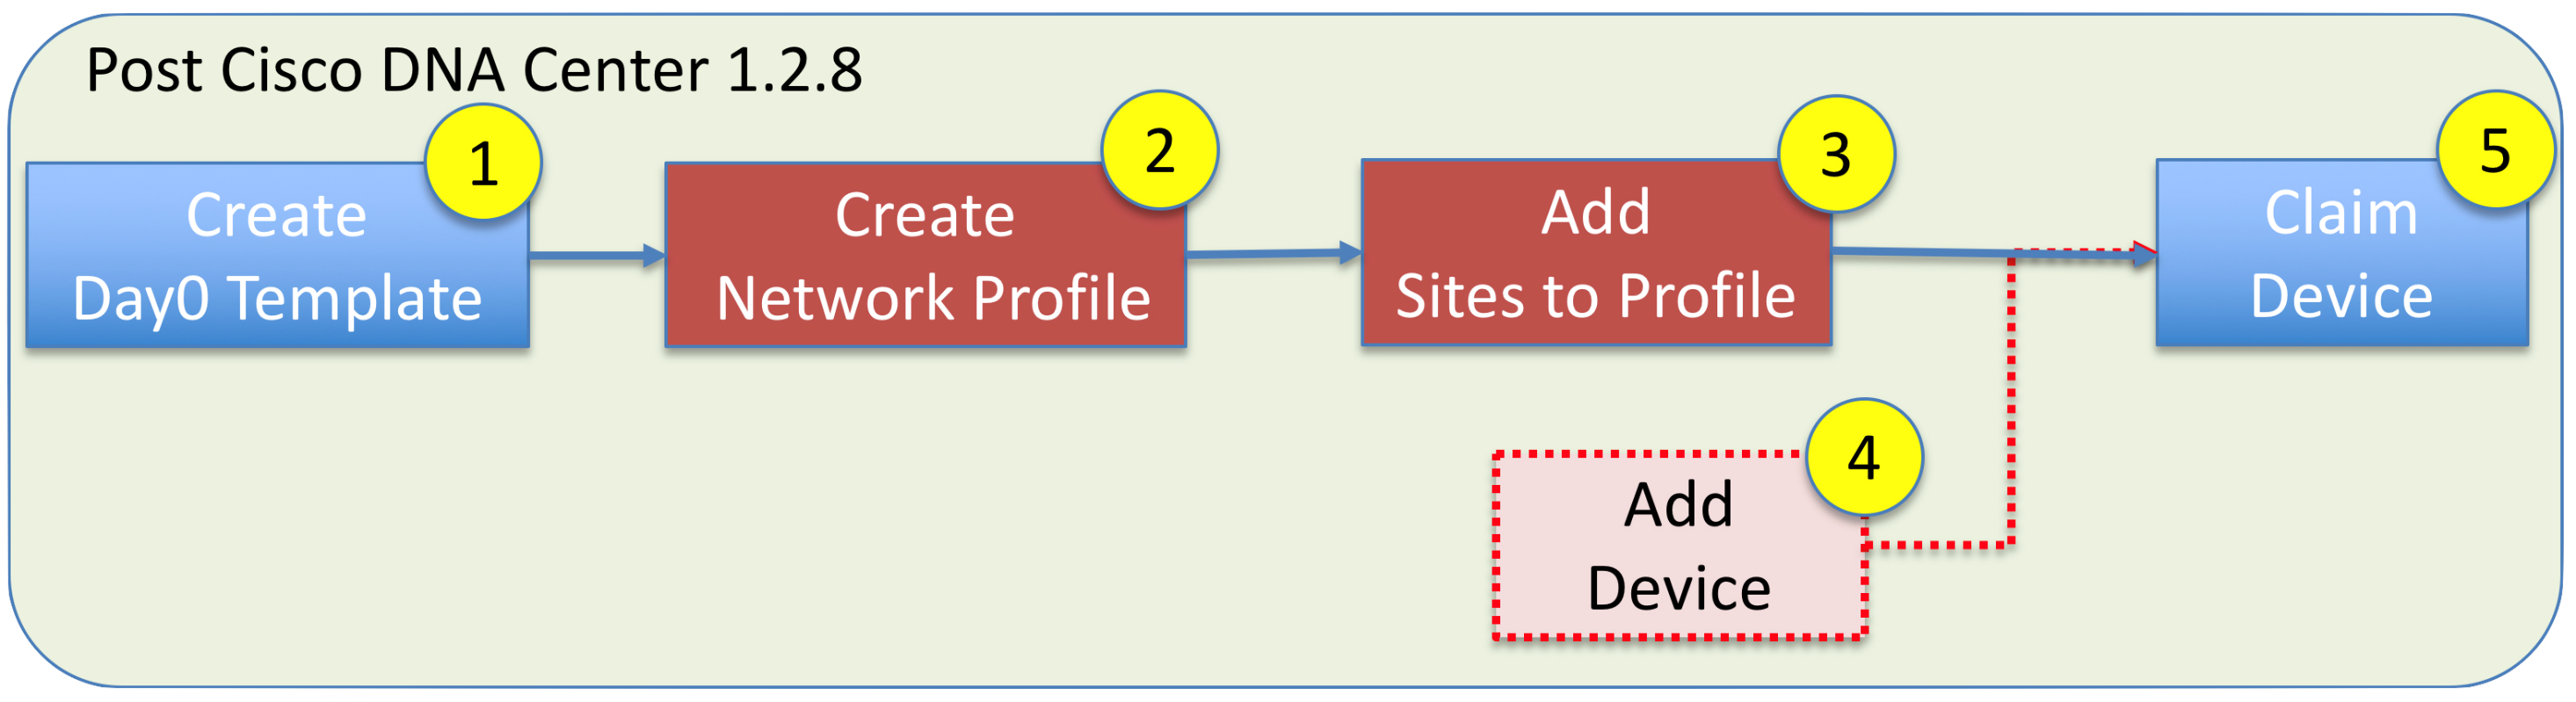 Post Cisco DNA Center 1.2.8
1
Create
Day0 Template
2
Create
Network Profile
3
Add
Sites to Profile
4
Add
Device
5
Claim
Device